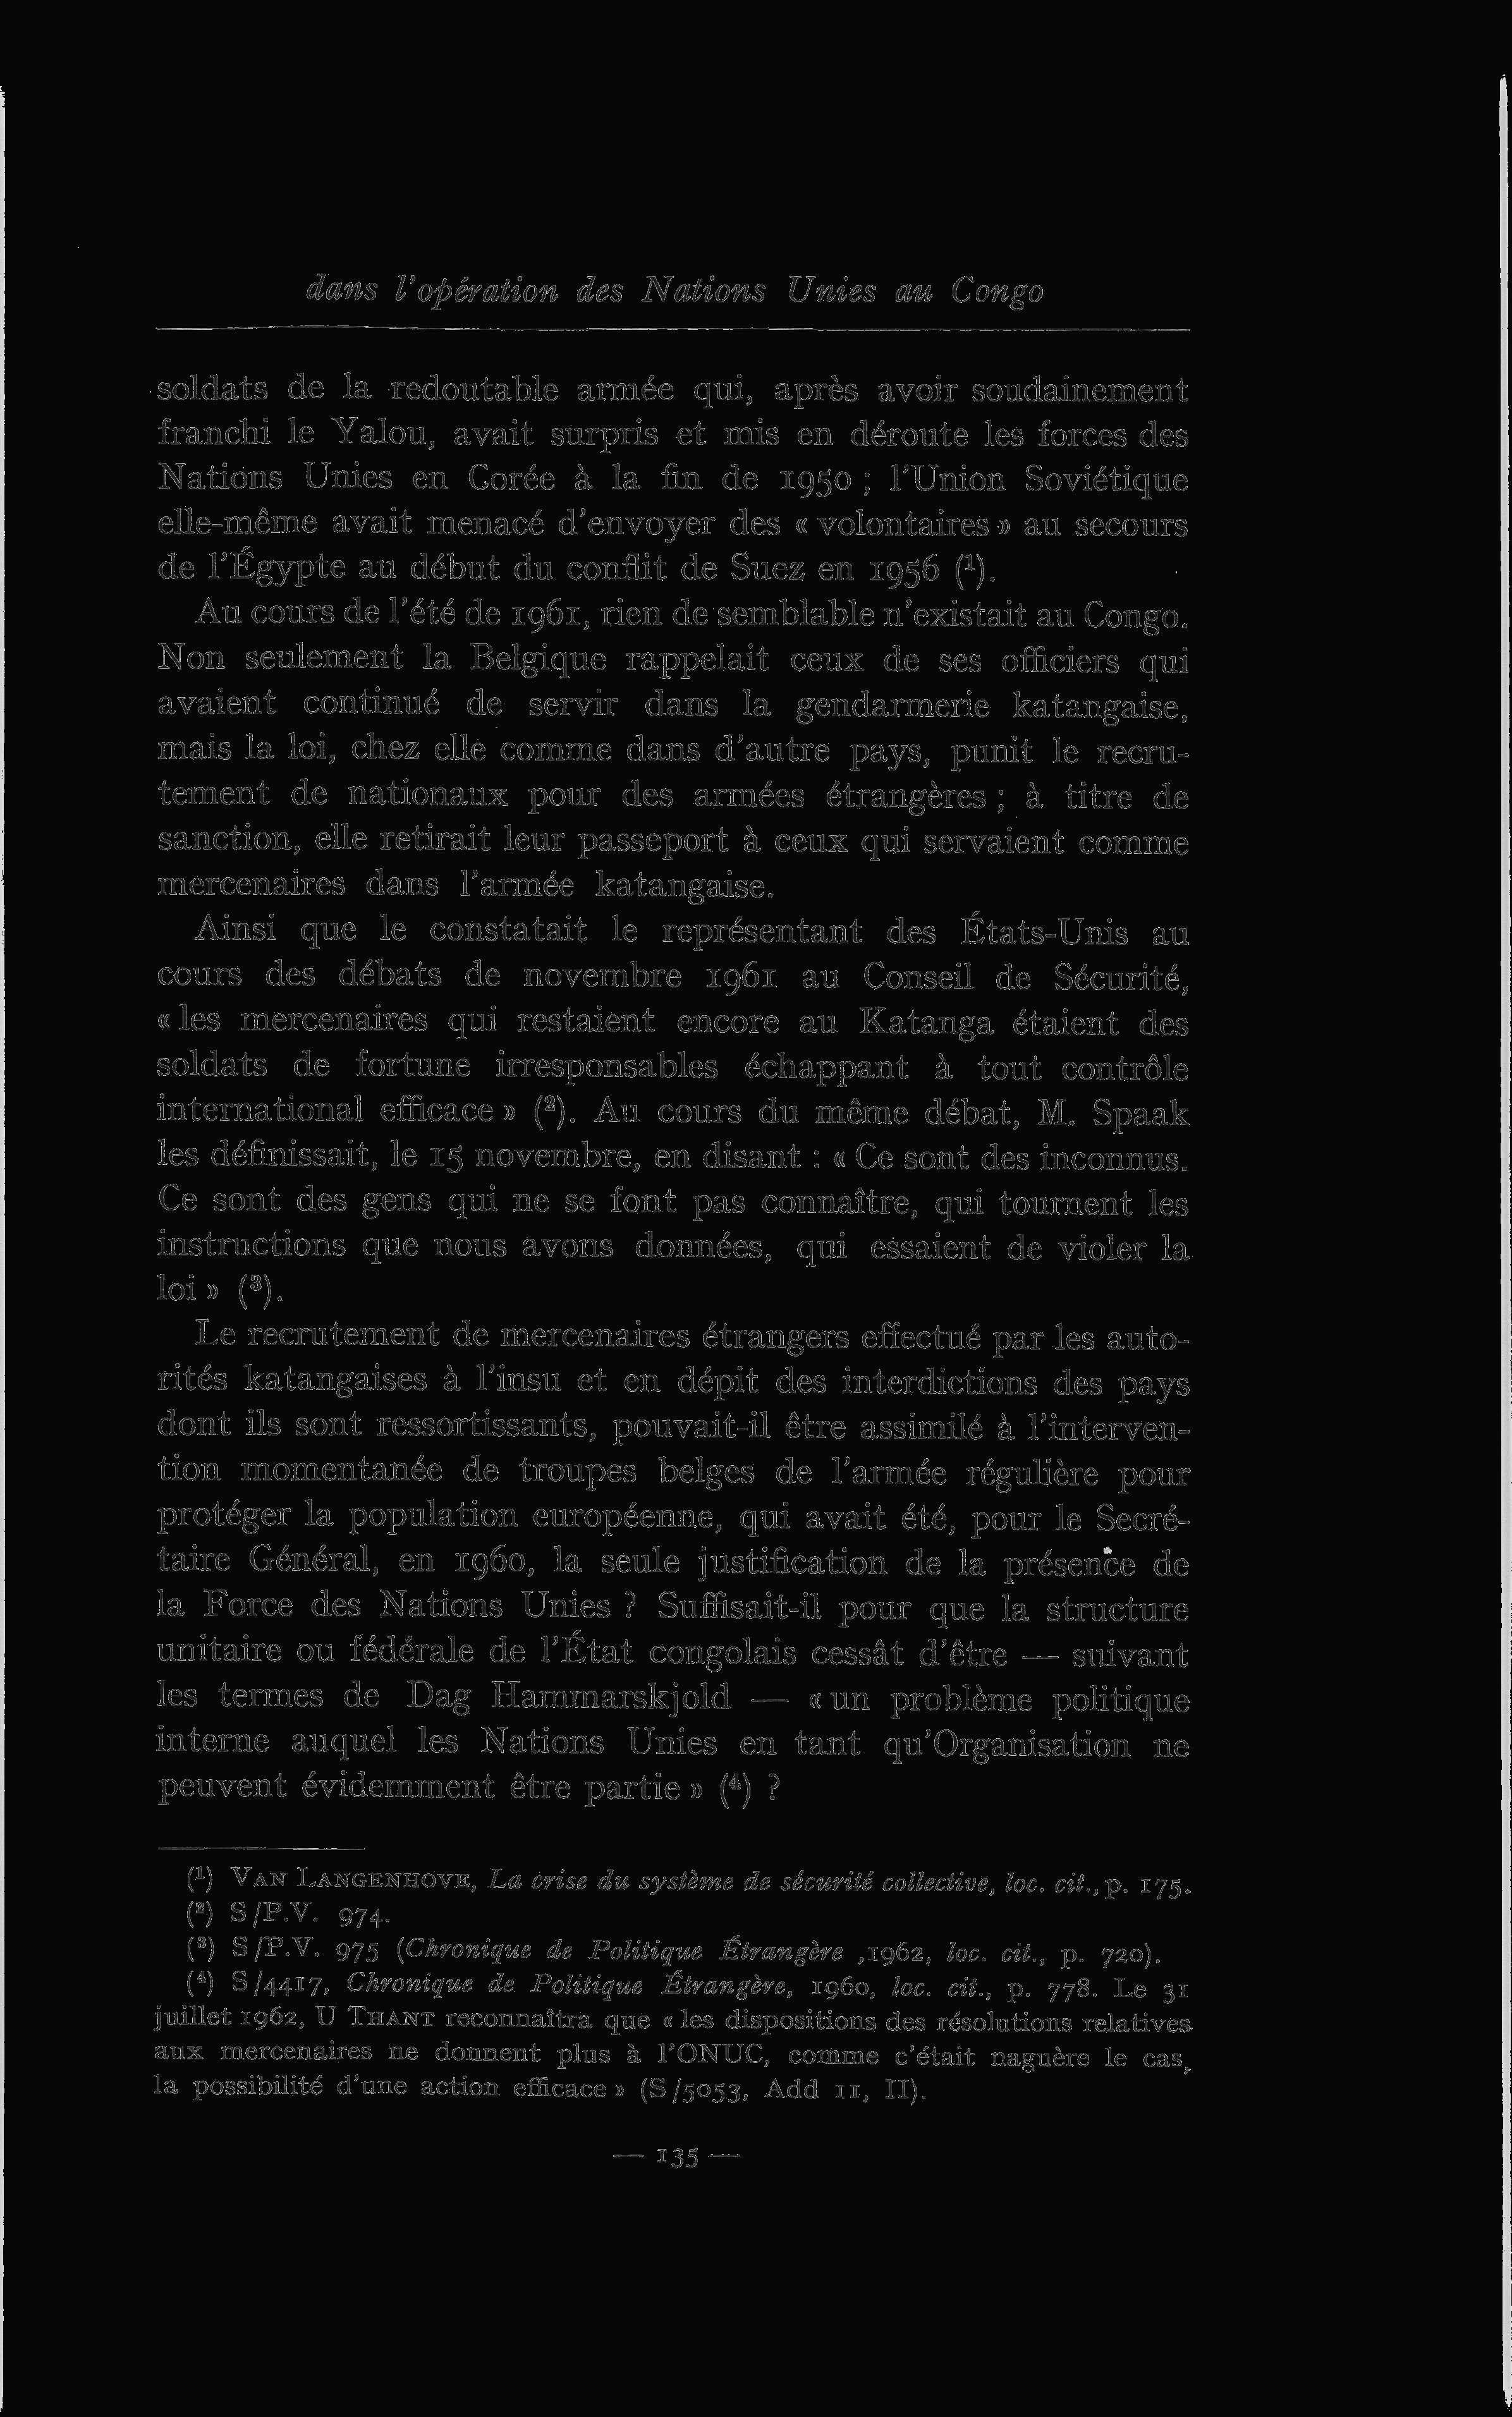 dans l'opération des Nations Unies au Congo
soldats de la redoutable armée qui, après avoir soudainement
franchi le Yalou, avait surpris et mis en déroute les forces des
Nations Unies en Corée à la fin de 1950 ; l'Union Soviétique
elle-même avait menacé d'envoyer des « volontaires » au secours
de l'Égypte au début du conflit de Suez en 1956 (¹).
Au cours de l'été de 1961, rien de semblable n'existait au Congo.
Non seulement la Belgique rappelait ceux de ses officiers qui
avaient continué de servir dans la gendarmerie katangaise,
mais la loi, chez elle comme dans d'autre pays, punit le recru-
tement de nationaux pour des armées étrangères ; à titre de
sanction, elle retirait leur passeport à ceux qui servaient comme
mercenaires dans l'armée katangaise.
Ainsi que le constatait le représentant des États-Unis au
cours des débats de novembre 1961 au Conseil de Sécurité,
« les mercenaires qui restaient encore au Katanga étaient des
soldats de fortune irresponsables échappant à tout contrôle
international efficace » (²). Au cours du même débat, M. Spaak
les définissait, le 15 novembre, en disant : « Ce sont des inconnus.
Ce sont des gens qui ne se font pas connaître, qui tournent les
instructions que nous avons données, qui essaient de violer la
loi » (³).
Le recrutement de mercenaires étrangers effectué par les auto-
rités katangaises à l'insu et en dépit des interdictions des pays
dont ils sont ressortissants, pouvait-il être assimilé à l'interven-
tion momentanée de troupes belges de l'armée régulière pour
protéger la population européenne, qui avait été, pour le Secré-
taire Général, en 1960, la seule justification de la présence de
la Force des Nations Unies ? Suffisait-il pour que la structure
unitaire ou fédérale de l'État congolais cessât d'être — suivant
les termes de Dag Hammarskjold — « un problème politique
interne auquel les Nations Unies en tant qu'Organisation ne
peuvent évidemment être partie » (⁴) ?
(¹) VAN LANGENHOVE, La crise du système de sécurité collective, loc. cit., p. 175.
(²) S/P.V. 974.
(³) S/P.V. 975 (Chronique de Politique Étrangère ,1962, loc. cit., p. 720).
(⁴) S/4417, Chronique de Politique Étrangère, 1960, loc. cit., p. 778. Le 31
juillet 1962, U THANT reconnaîtra que « les dispositions des résolutions relatives
aux mercenaires ne donnent plus à l'ONUC, comme c'était naguère le cas,
la possibilité d'une action efficace » (S/5053, Add 11, II).
— 135 —